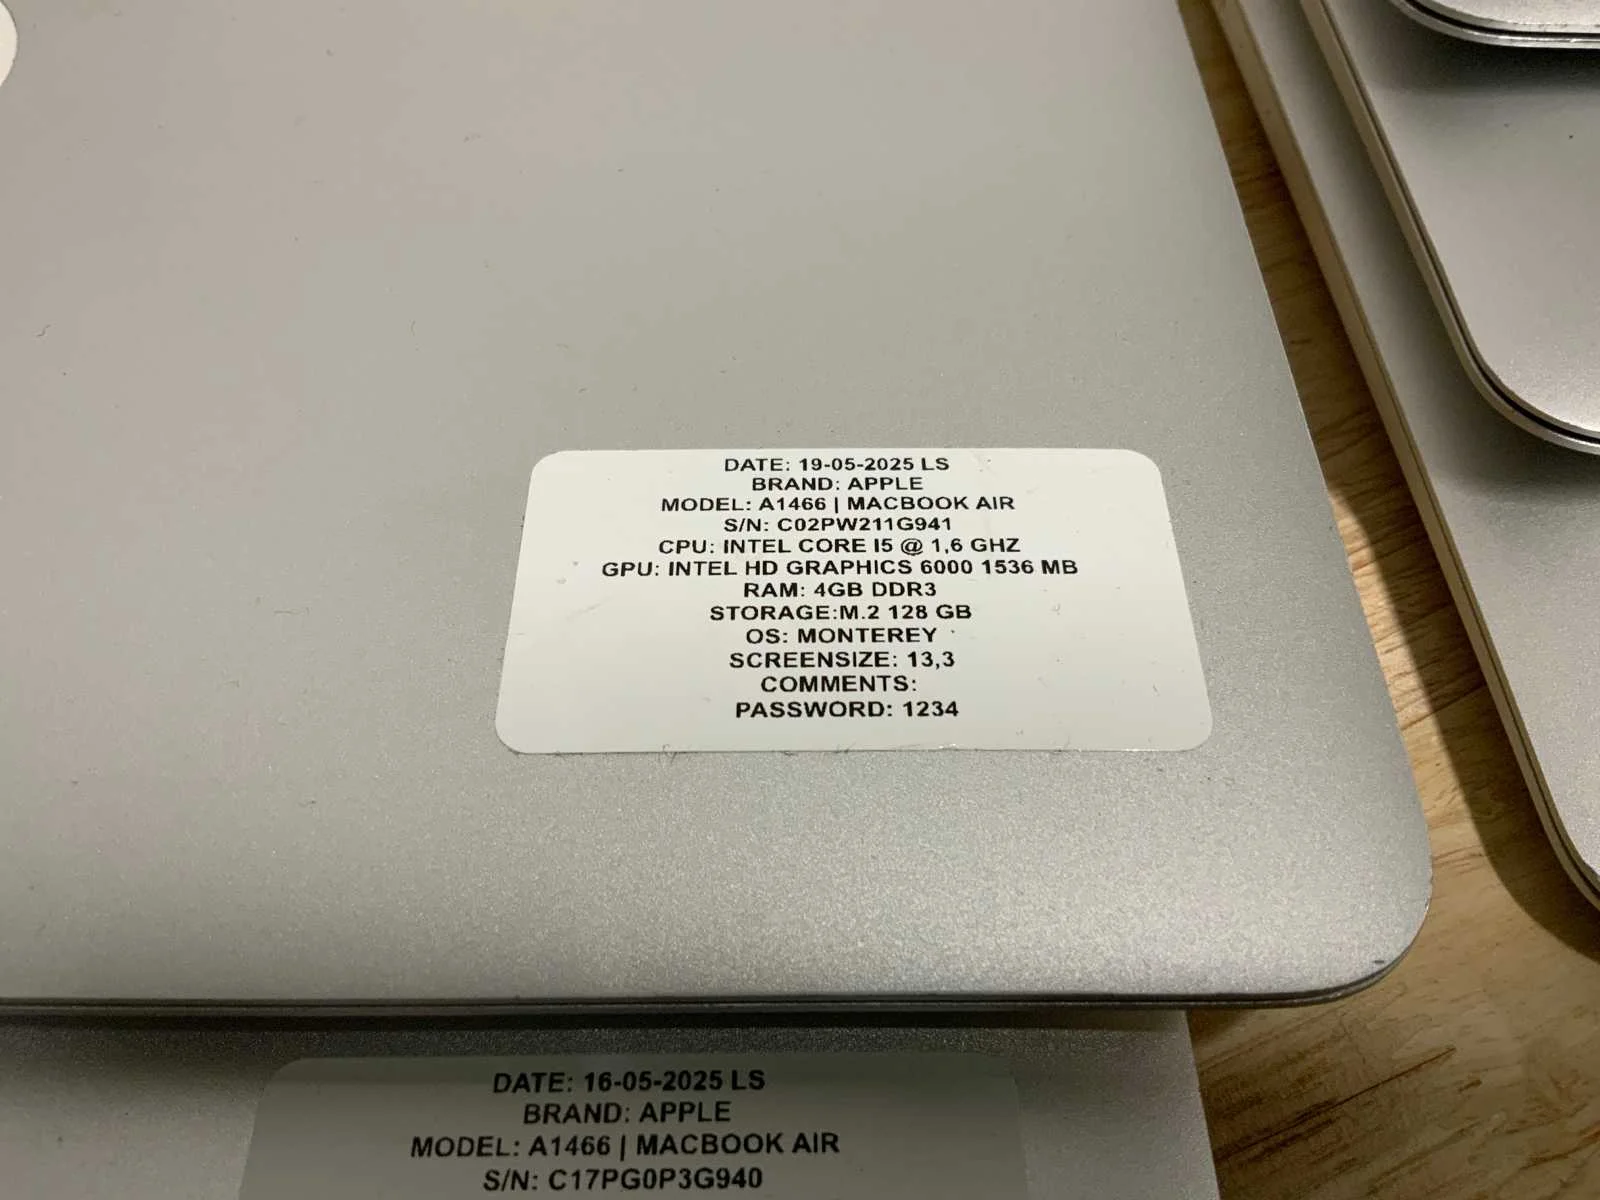 DATE: 19-05-2025 LS
BRAND: APPLE
MODEL: A1466 | MACBOOK AIR
S/N: C02PW211G941
CPU: INTEL CORE I5 @ 1,6 GHZ
GPU: INTEL HD GRAPHICS 6000 1536 MB
RAM: 4GB DDR3
STORAGE:M.2 128 GB
OS: MONTEREY
SCREENSIZE: 13,3
COMMENTS:
PASSWORD: 1234
DATE: 16-05-2025 LS
BRAND: APPLE
MODEL: A1466 | MACBOOK AIR
S/N: C17PG0P3G940